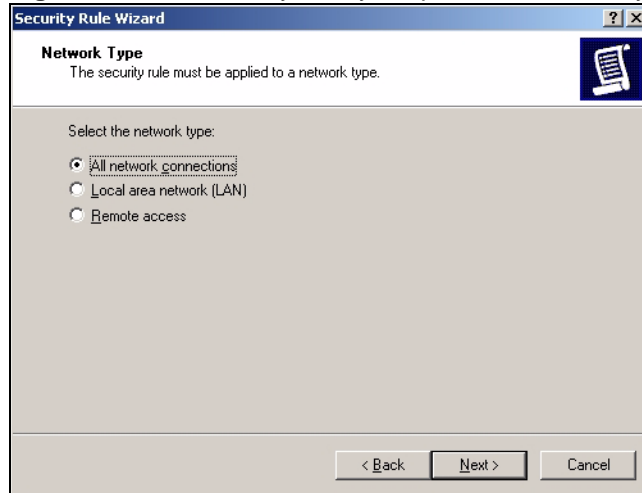 Security Rule Wizard
Network Type
The security rule must be applied to a network type.
Select the network type:
All network connections
Local area network (LAN)
Remote access
< Back
Next >
Cancel